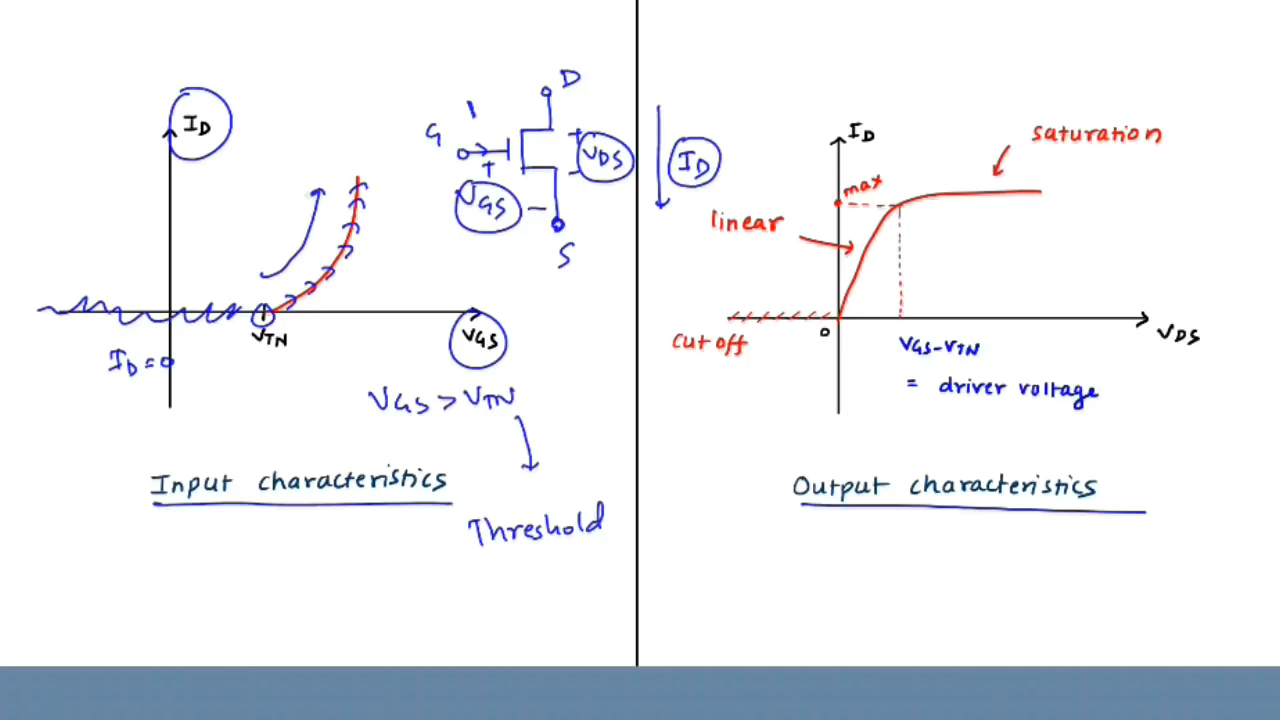 ID
VTN
VGS
ID = 0
VGS > VTN
Threshold
Input characteristics
D
G
+
VGS
-
VDS
S
ID
ID
max
saturation
linear
cut off
0
VDS
VGS-VTN
= driver voltage
Output characteristics